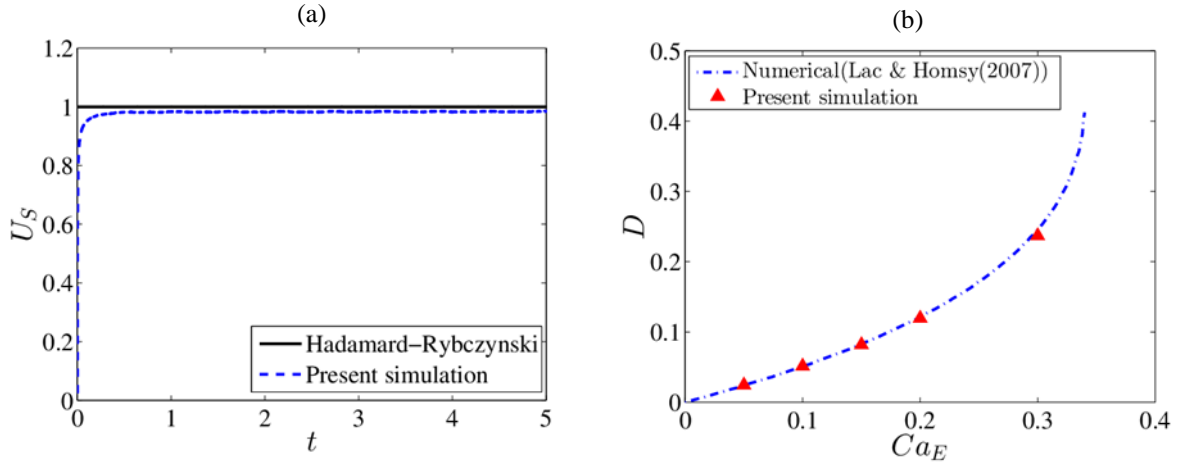 (a)
1.2
1
0.8
0.6
0.4
0.2
0
U_S
0 1 2 3 4 5
t
Hadamard–Rybczynski
Present simulation
(b)
0.5
0.4
0.3
0.2
0.1
0
D
0 0.1 0.2 0.3 0.4
Ca_E
Numerical(Lac & Homsy(2007))
Present simulation